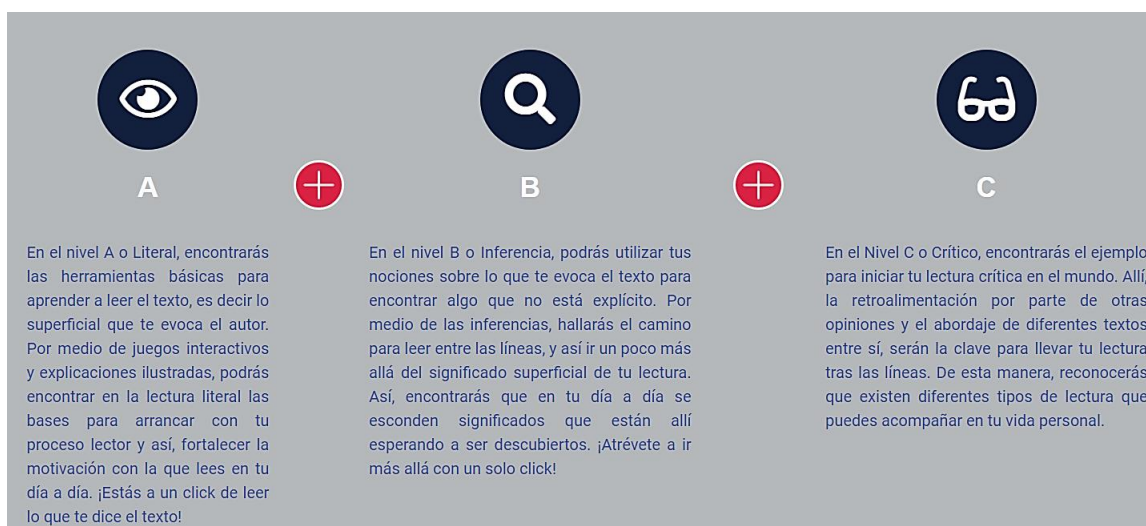 A
En el nivel A o Literal, encontrarás
las herramientas básicas para
aprender a leer el texto, es decir lo
superficial que te evoca el autor.
Por medio de juegos interactivos
y explicaciones ilustradas, podrás
encontrar en la lectura literal las
bases para arrancar con tu
proceso lector y así, fortalecer la
motivación con la que lees en tu
día a día. ¡Estás a un click de leer
lo que te dice el texto!
B
En el nivel B o Inferencia, podrás utilizar tus
nociones sobre lo que te evoca el texto para
encontrar algo que no está explícito. Por
medio de las inferencias, hallarás el camino
para leer entre las líneas, y así ir un poco más
allá del significado superficial de tu lectura.
Así, encontrarás que en tu día a día se
esconden significados que están allí
esperando a ser descubiertos. ¡Atrévete a ir
más allá con un solo click!
C
En el Nivel C o Crítico, encontrarás el ejemplo
para iniciar tu lectura crítica en el mundo. Allí,
la retroalimentación por parte de otras
opiniones y el abordaje de diferentes textos
entre sí, serán la clave para llevar tu lectura
tras las líneas. De esta manera, reconocerás
que existen diferentes tipos de lectura que
puedes acompañar en tu vida personal.